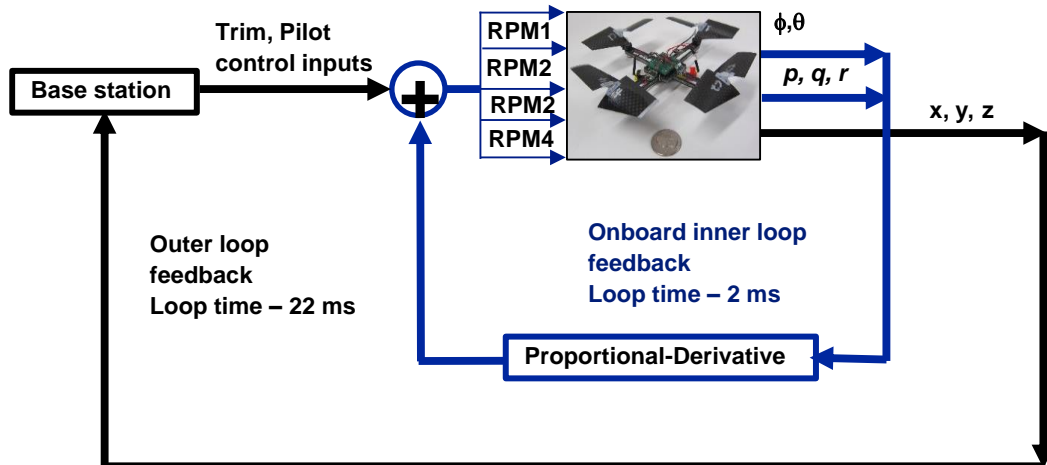 Trim, Pilot
control inputs
Base station
+
RPM1
RPM2
RPM2
RPM4
ϕ,θ
p, q, r
x, y, z
Outer loop
feedback
Loop time – 22 ms
Onboard inner loop
feedback
Loop time – 2 ms
Proportional-Derivative